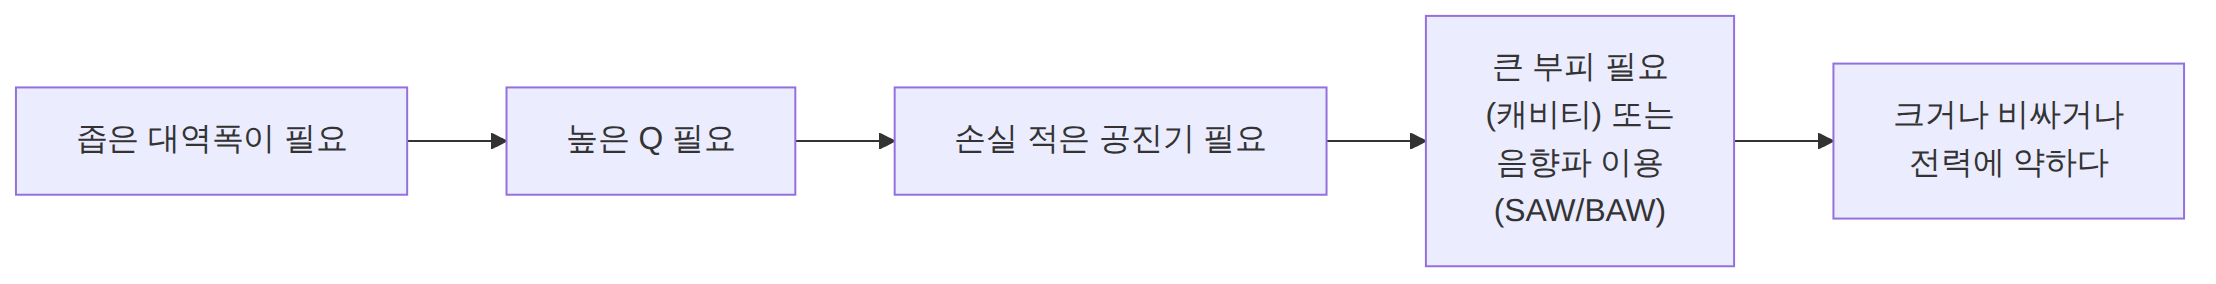 좁은 대역폭이 필요
높은 Q 필요
손실 적은 공진기 필요
큰 부피 필요
(캐비티) 또는
음향파 이용
(SAW/BAW)
크거나 비싸거나
전력에 약하다